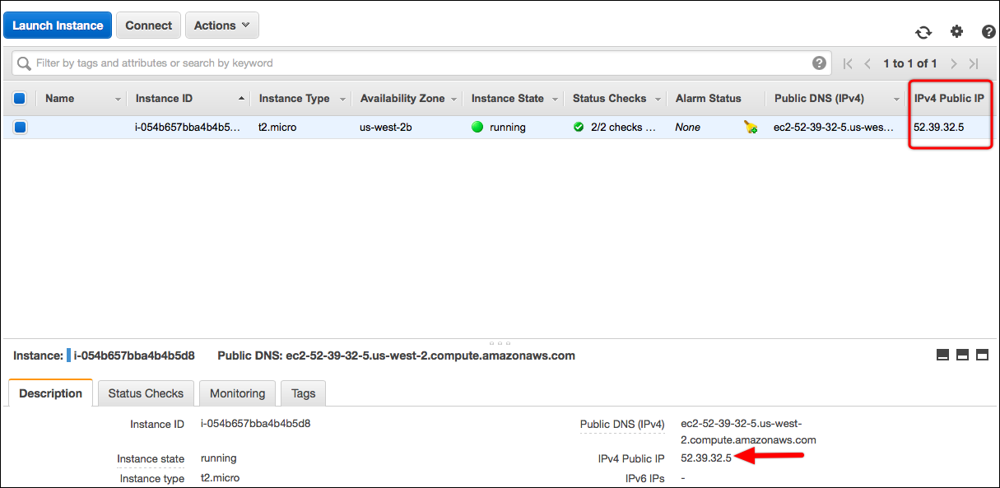 Launch Instance Connect Actions
Filter by tags and attributes or search by keyword ? 1 to 1 of 1 ?
Name Instance ID Instance Type Availability Zone Instance State Status Checks Alarm Status Public DNS (IPv4) IPv4 Public IP
i-054b657bba4b4b5... t2.micro us-west-2b running 2/2 checks ... None ec2-52-39-32-5.us-wes... 52.39.32.5
Instance: i-054b657bba4b4b5d8 Public DNS: ec2-52-39-32-5.us-west-2.compute.amazonaws.com
Description Status Checks Monitoring Tags
Instance ID i-054b657bba4b4b5d8 Public DNS (IPv4) ec2-52-39-32-5.us-west-
2.compute.amazonaws.com
Instance state running IPv4 Public IP 52.39.32.5
Instance type t2.micro IPv6 IPs -